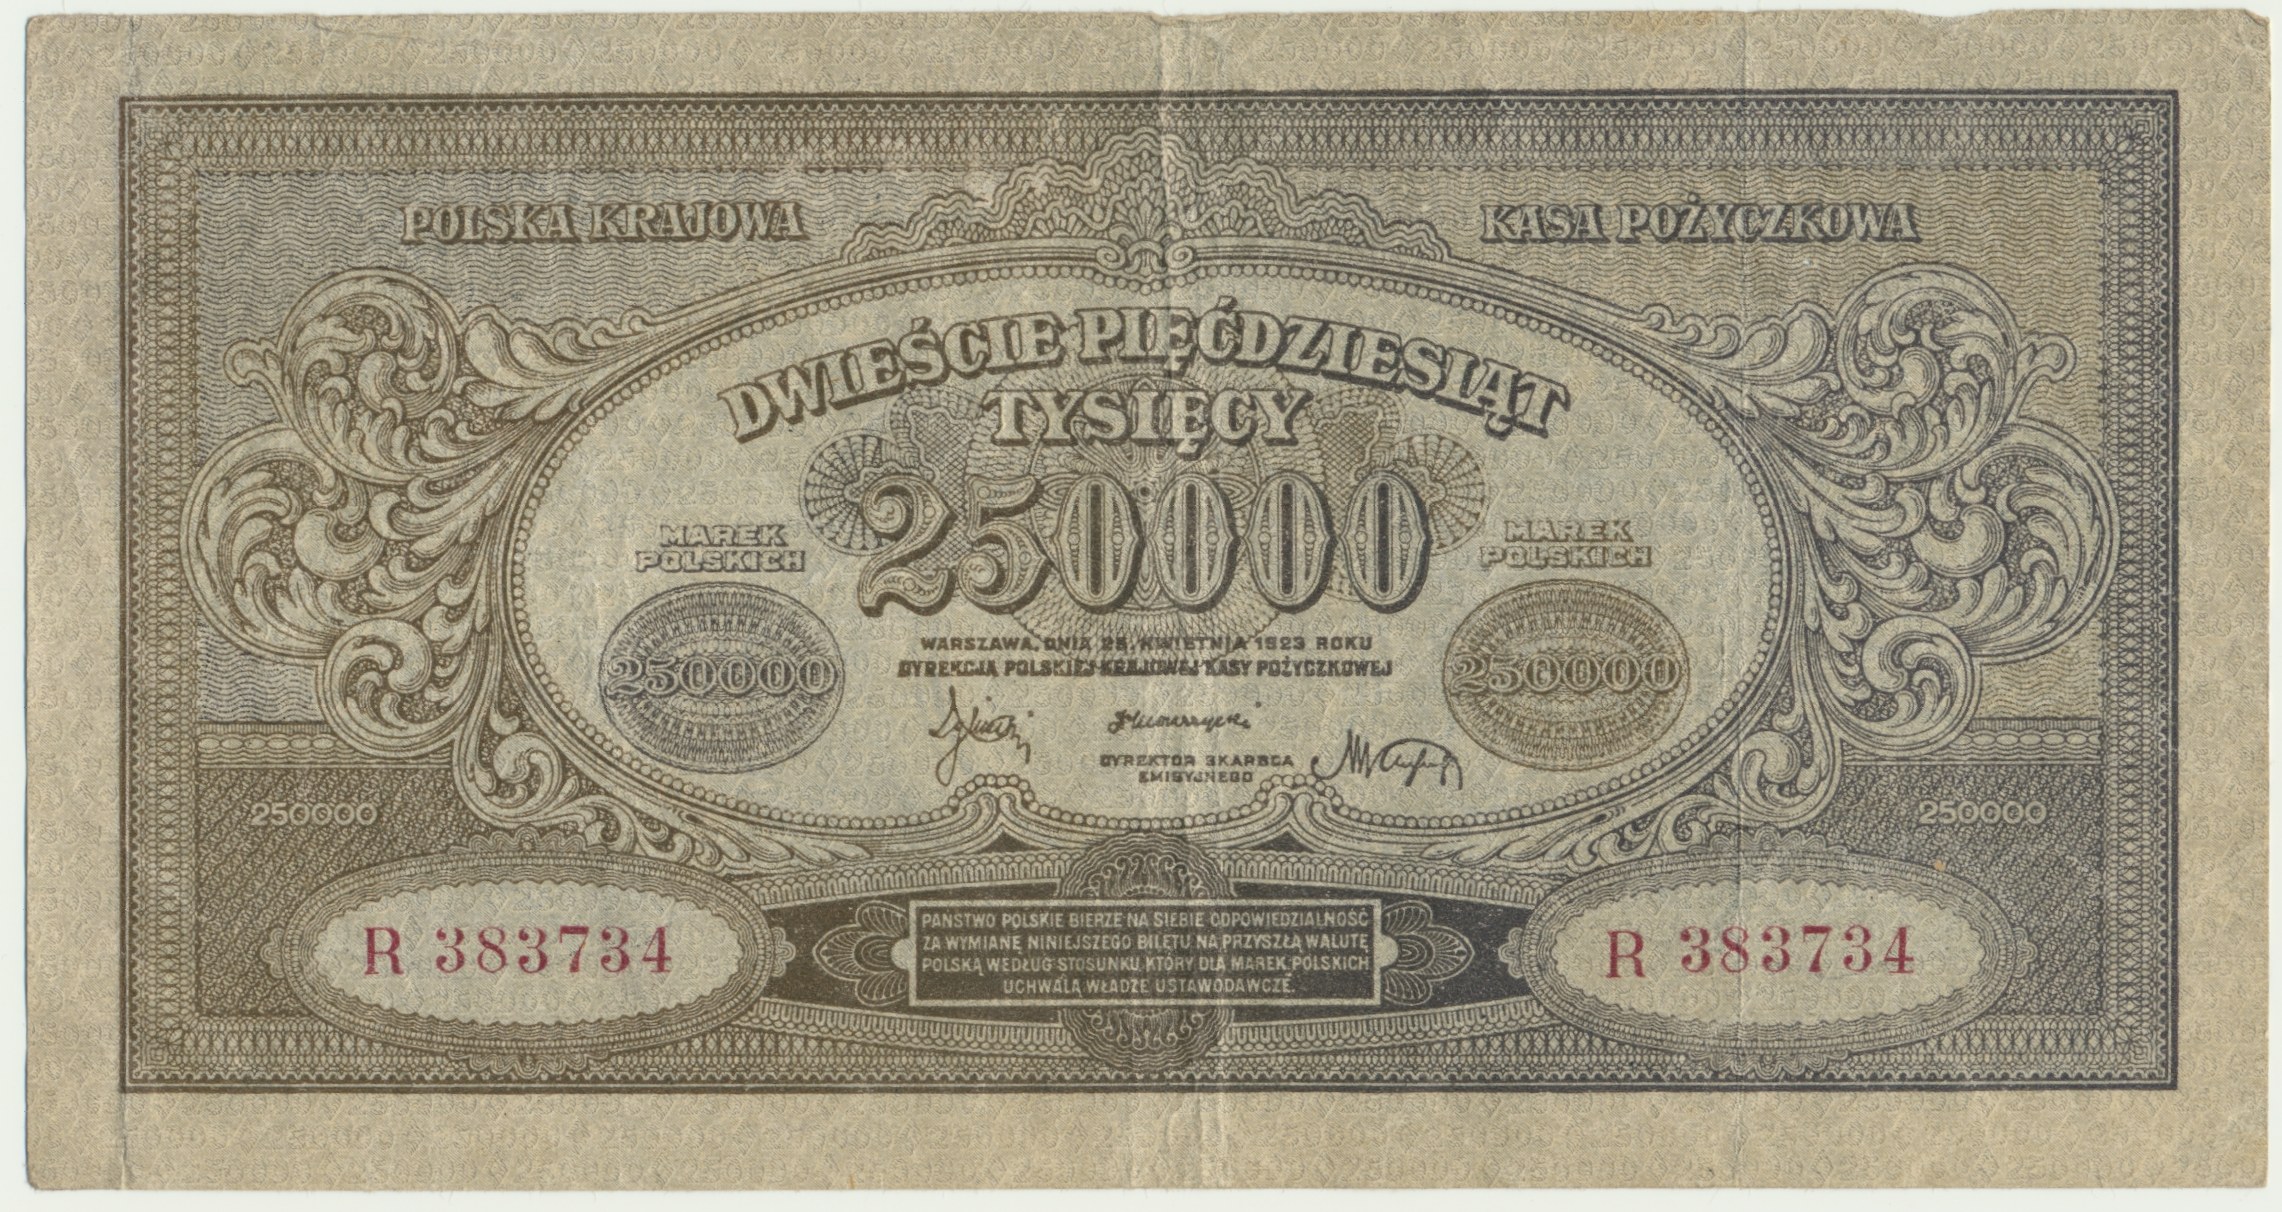 POLSKA KRAJOWA
KASA POŻYCZKOWA
DWIEŚCIE PIĘĆDZIESIĄT
TYSIĘCY
250000
MAREK
POLSKICH
MAREK
POLSKICH
250000
250000
WARSZAWA, DNIA 25, KWIETNIA 1923 ROKU
DYREKCJA POLSKIEJ KRAJOWEJ KASY POŻYCZKOWEJ
DYREKTOR SKARBCA
EMISYJNEGO
250000
250000
R 383734
R 383734
PAŃSTWO POLSKIE BIERZE NA SIEBIE ODPOWIEDZIALNOŚĆ
ZA WYMIANĘ NINIEJSZEGO BILETU NA PRZYSZŁĄ WALUTĘ
POLSKĄ WEDŁUG STOSUNKU, KTÓRY DLA MAREK POLSKICH
UCHWALĄ WŁADZE USTAWODAWCZE.